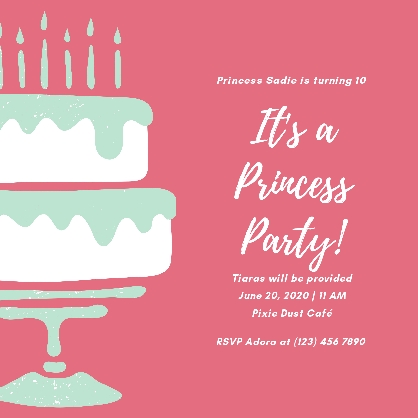 Princess Sadie is turning 10
It's a
Princess
Party!
Tiaras will be provided
June 20, 2020 | 11 AM
Pixie Dust Café
RSVP Adora at (123) 456 7890